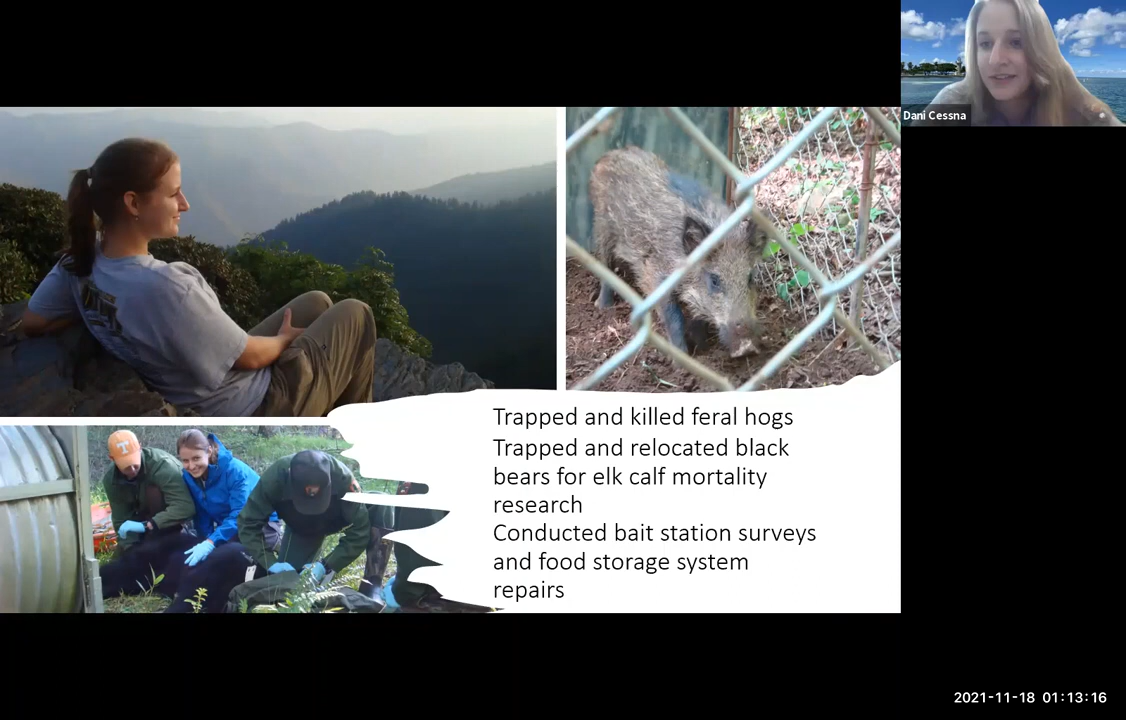 Dani Cessna
Trapped and killed feral hogs
Trapped and relocated black
bears for elk calf mortality
research
Conducted bait station surveys
and food storage system
repairs
T
2021-11-18 01:13:16